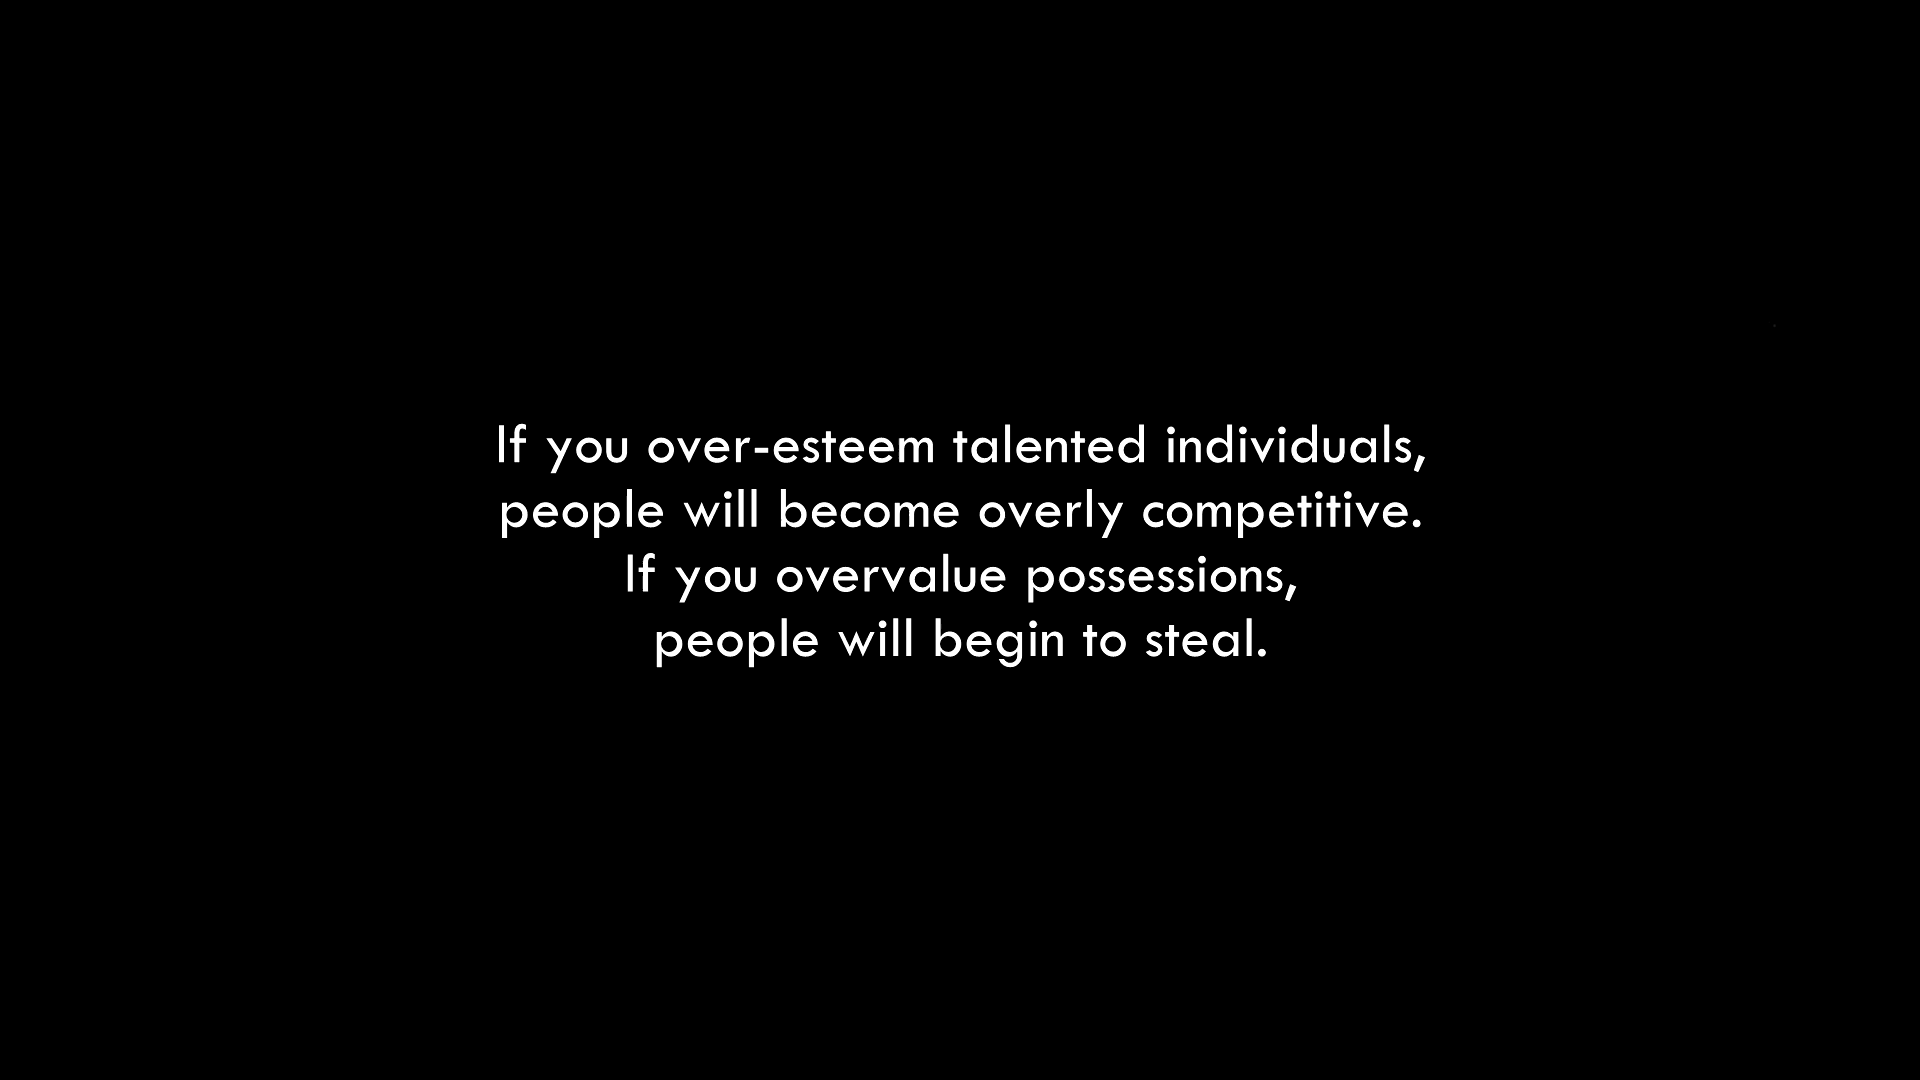 If you over-esteem talented individuals,
people will become overly competitive.
If you overvalue possessions,
people will begin to steal.